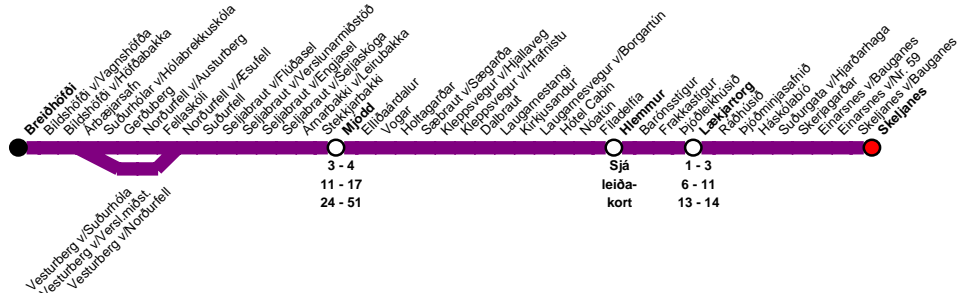 Breiðhöfði
Bíldshöfði v/Vagnshöfða
Bíldshöfði v/Höfðabakka
Árbæjarsafn
Suðurhólar v/Hólabrekkuskóla
Gerðuberg
Norðurfell v/Austurberg
Fellaskóli
Norðurfell v/Æsufell
Suðurfell
Seljabraut v/Flúðasel
Seljabraut v/Verslunarmiðstöð
Seljabraut v/Engjasel
Seljabraut v/Seljaskóga
Arnarbakki v/Leirubakka
Stekkjarbakki
Mjódd
Elliðaárdalur
Vogar
Holtagarðar
Sæbraut v/Sægarða
Kleppsvegur v/Hjallaveg
Kleppsvegur v/Hrafnistu
Dalbraut
Laugarnestangi
Kirkjusandur
Laugarnesvegur v/Borgartún
Hótel Cabin
Nóatún
Fíladelfía
Hlemmur
Barónsstígur
Frakkastígur
Þjóðleikhúsið
Lækjartorg
Ráðhúsið
Þjóðminjasafnið
Háskólabíó
Suðurgata v/Hjarðarhaga
Skerjagarðar
Einarsnes v/Bauganes
Einarsnes v/Nr. 59
Skeljanes v/Bauganes
Skeljanes
3 - 4
11 - 17
24 - 51
Sjá
leiða-
kort
1 - 3
6 - 11
13 - 14
Vesturberg v/Suðurhóla
Vesturberg v/Versl.miðst.
Vesturberg v/Norðurfell